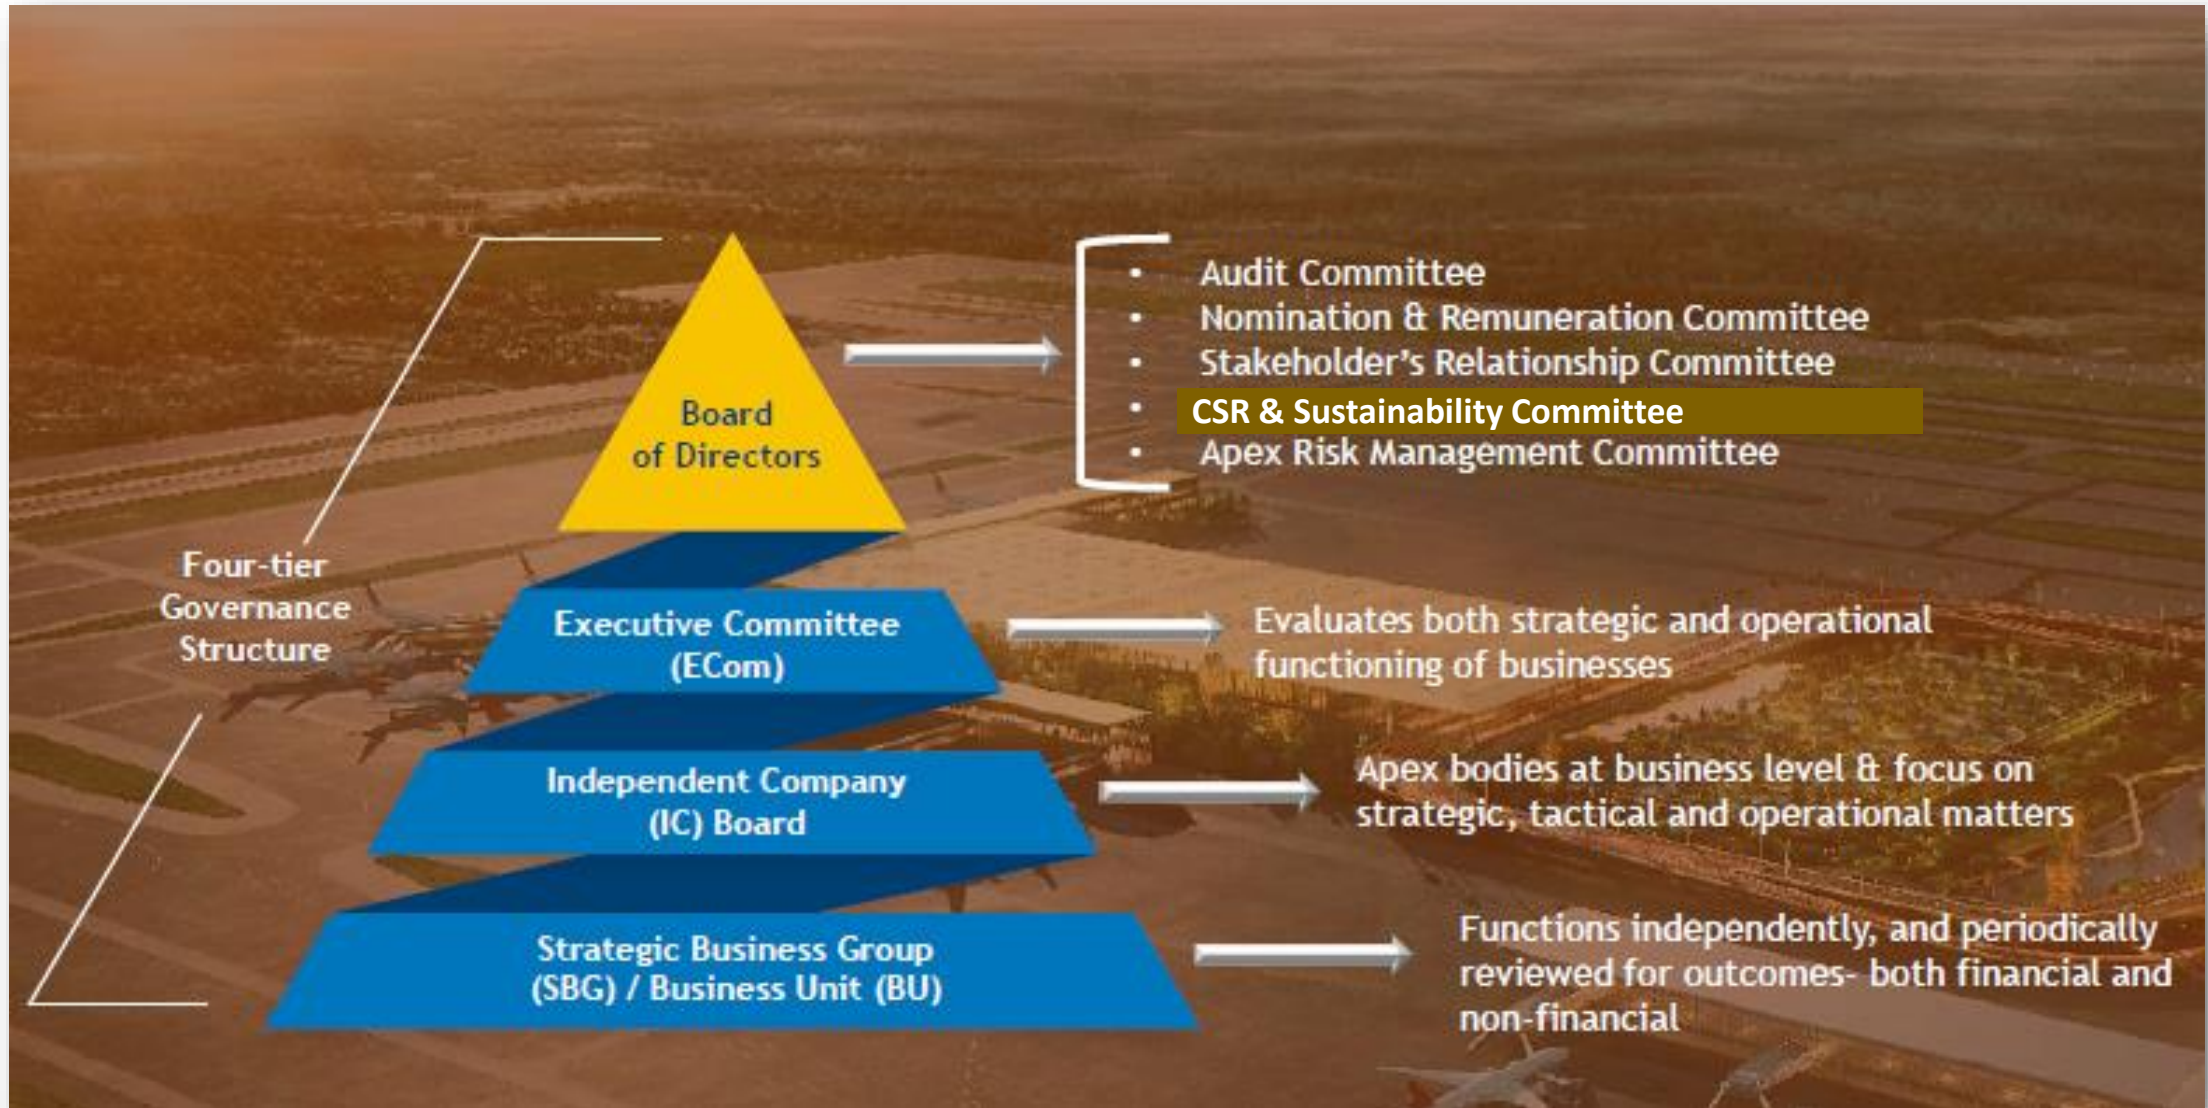 Four-tier
Governance
Structure
Board
of Directors
• Audit Committee
• Nomination & Remuneration Committee
• Stakeholder's Relationship Committee
• CSR & Sustainability Committee
• Apex Risk Management Committee
Executive Committee
(ECom)
Evaluates both strategic and operational
functioning of businesses
Independent Company
(IC) Board
Apex bodies at business level & focus on
strategic, tactical and operational matters
Strategic Business Group
(SBG) / Business Unit (BU)
Functions independently, and periodically
reviewed for outcomes- both financial and
non-financial